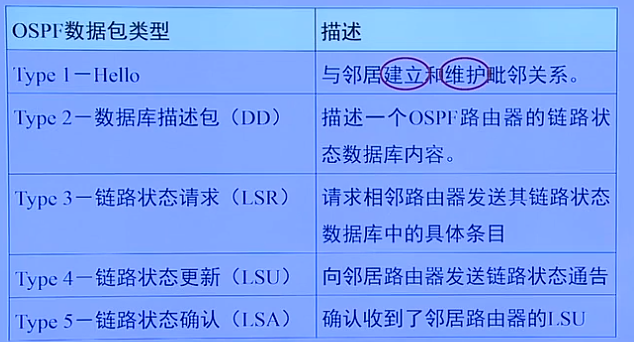 OSPF数据包类型
描述
Type 1－Hello
与邻居建立和维护毗邻关系。
Type 2－数据库描述包（DD）
描述一个OSPF路由器的链路状
态数据库内容。
Type 3－链路状态请求（LSR）
请求相邻路由器发送其链路状态
数据库中的具体条目
Type 4－链路状态更新（LSU）
向邻居路由器发送链路状态通告
Type 5－链路状态确认（LSA）
确认收到了邻居路由器的LSU